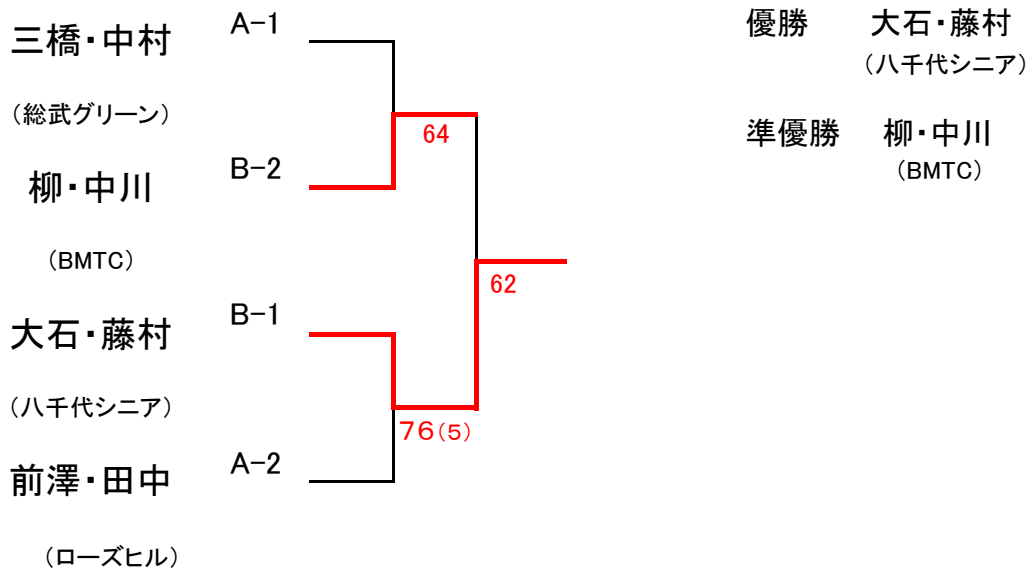 三橋・中村 A-1
(総武グリーン)
64
柳・中川 B-2
(BMTC)
62
大石・藤村 B-1
(八千代シニア)
76(5)
前澤・田中 A-2
(ローズヒル)
優勝 大石・藤村
(八千代シニア)
準優勝 柳・中川
(BMTC)